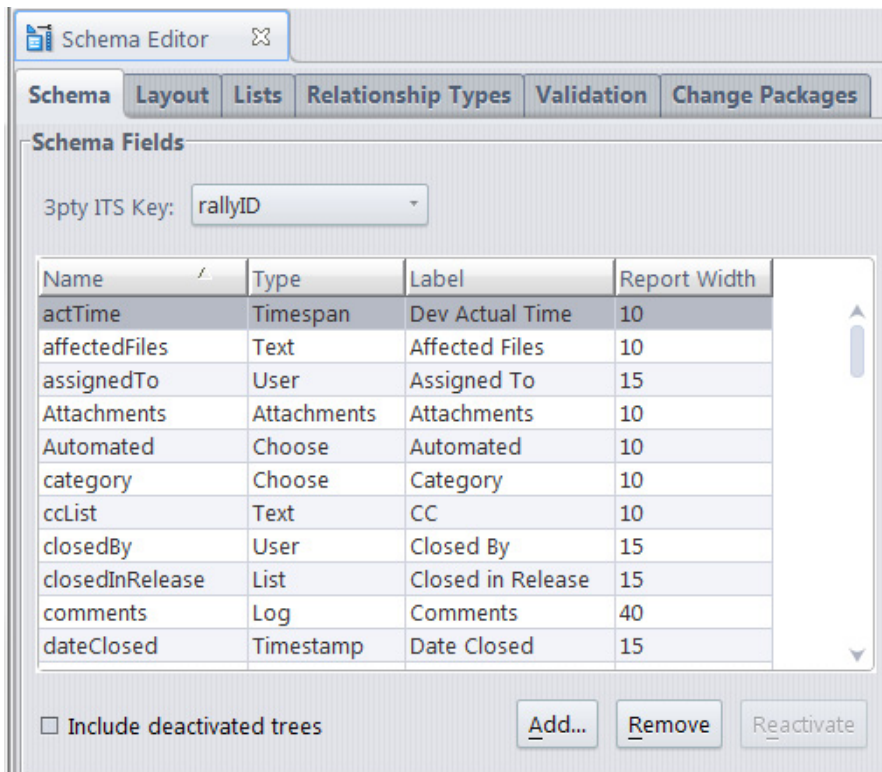 Schema Editor
Schema Layout Lists Relationship Types Validation Change Packages
Schema Fields
3pty ITS Key: rallyID
Name Type Label Report Width
actTime Timespan Dev Actual Time 10
affectedFiles Text Affected Files 10
assignedTo User Assigned To 15
Attachments Attachments Attachments 10
Automated Choose Automated 10
category Choose Category 10
ccList Text CC 10
closedBy User Closed By 15
closedInRelease List Closed in Release 15
comments Log Comments 40
dateClosed Timestamp Date Closed 15
Include deactivated trees Add... Remove Reactivate